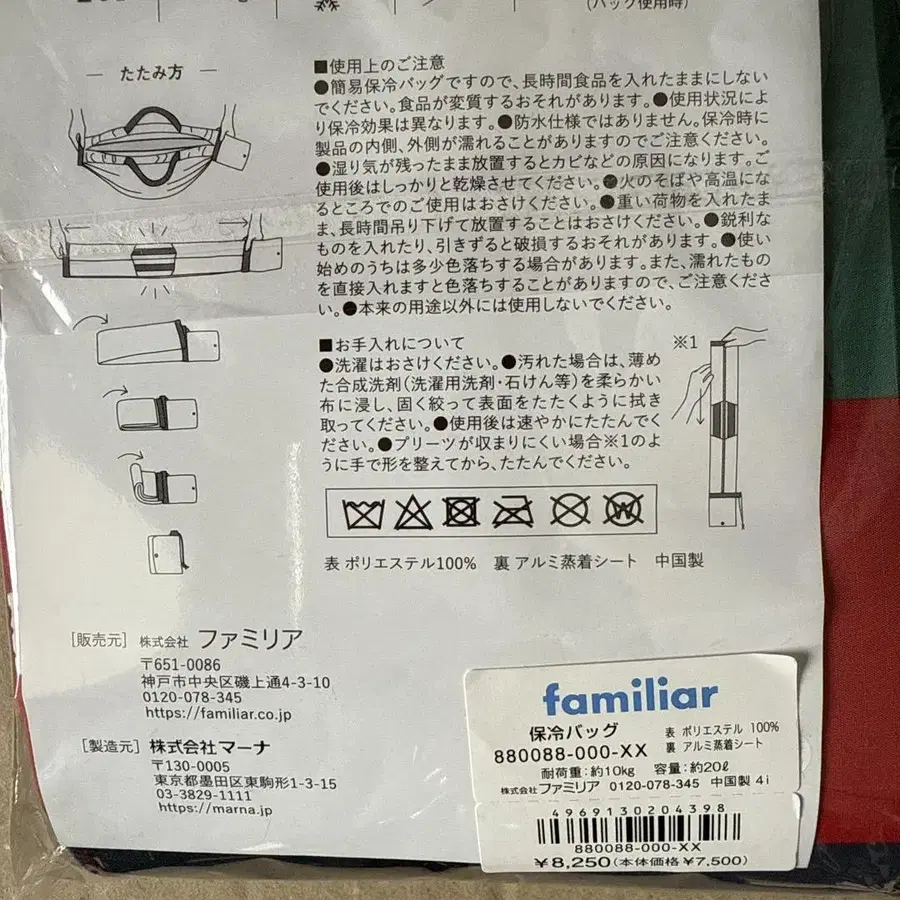 (バッグ使用時)
たたみ方
■使用上のご注意
●簡易保冷バッグですので、長時間食品を入れたままにしない
でください。食品が変質するおそれがあります。●使用状況によ
り保冷効果は異なります。●防水仕様ではありません。保冷時に
製品の内側、外側が濡れることがありますのでご注意ください。
●湿り気が残ったまま放置するとカビなどの原因になります。ご
使用後はしっかりと乾燥させてください。●火のそばや高温にな
るところでのご使用はおさけください。●重い荷物を入れたま
ま、長時間吊り下げて放置することはおさけください。●鋭利な
ものを入れたり、引きずると破損するおそれがあります。●使い
始めのうちは多少色落ちする場合があります。また、濡れたもの
を直接入れますと色落ちすることがありますので、ご注意くださ
い。●本来の用途以外には使用しないでください。
■お手入れについて
●洗濯はおさけください。●汚れた場合は、薄め
た合成洗剤(洗濯用洗剤・石けん等)を柔らかい
布に浸し、固く絞って表面をたたくように拭き
取ってください。●使用後は速やかにたたんでく
ださい。●プリーツが収まりにくい場合※1のよ
うに手で形を整えてから、たたんでください。
※1
表 ポリエステル100% 裏 アルミ蒸着シート 中国製
[販売元] 株式会社 ファミリア
〒651-0086
神戸市中央区磯上通4-3-10
0120-078-345
https://familiar.co.jp
[製造元] 株式会社マーナ
〒130-0005
東京都墨田区東駒形1-3-15
03-3829-1111
https://marna.jp
familiar
保冷バッグ 表 ポリエステル 100%
880088-000-XX 裏 アルミ蒸着シート
耐荷重:約10kg 容量:約20ℓ
株式会社ファミリア 0120-078-345 中国製 4i
4969130204398
880088-000-XX
¥8,250(本体価格¥7,500)